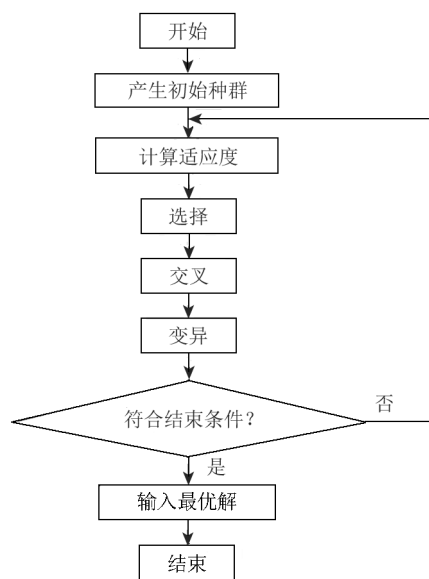 开始
产生初始种群
计算适应度
选择
交叉
变异
符合结束条件？
否
是
输入最优解
结束